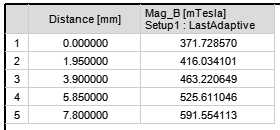 Distance [mm] Mag_B [mTesla]
Setup1 : LastAdaptive
1 0.000000 371.728570
2 1.950000 416.034101
3 3.900000 463.220649
4 5.850000 525.611046
5 7.800000 591.554113